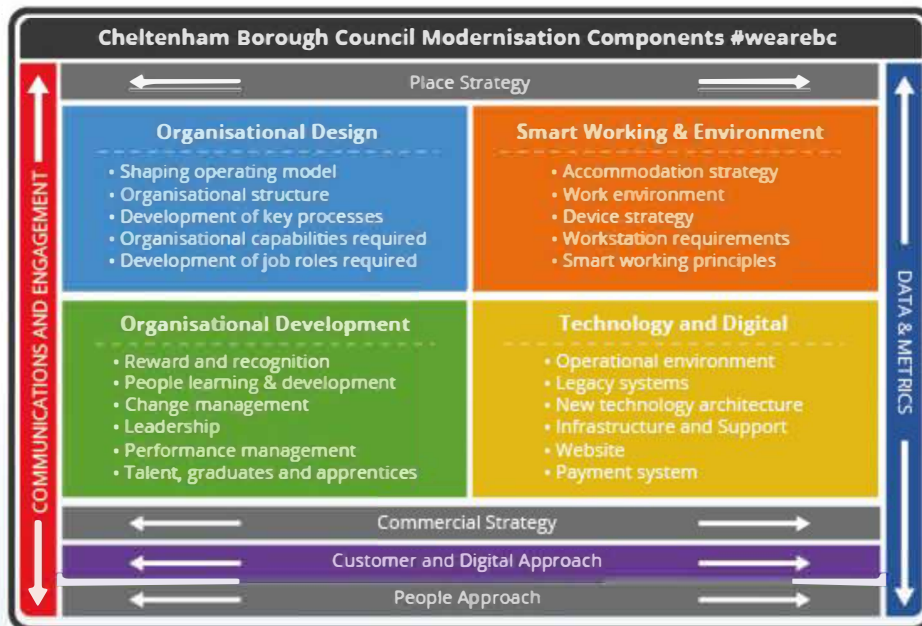 Cheltenham Borough Council Modernisation Components #wearebc
Place Strategy
COMMUNICATIONS AND ENGAGEMENT
Organisational Design
• Shaping operating model
• Organisational structure
• Development of key processes
• Organisational capabilities required
• Development of job roles required
Smart Working & Environment
• Accommodation strategy
• Work environment
• Device strategy
• Workstation requirements
• Smart working principles
Organisational Development
• Reward and recognition
• People learning & development
• Change management
• Leadership
• Performance management
• Talent, graduates and apprentices
Technology and Digital
• Operational environment
• Legacy systems
• New technology architecture
• Infrastructure and Support
• Website
• Payment system
DATA & METRICS
Commercial Strategy
Customer and Digital Approach
People Approach